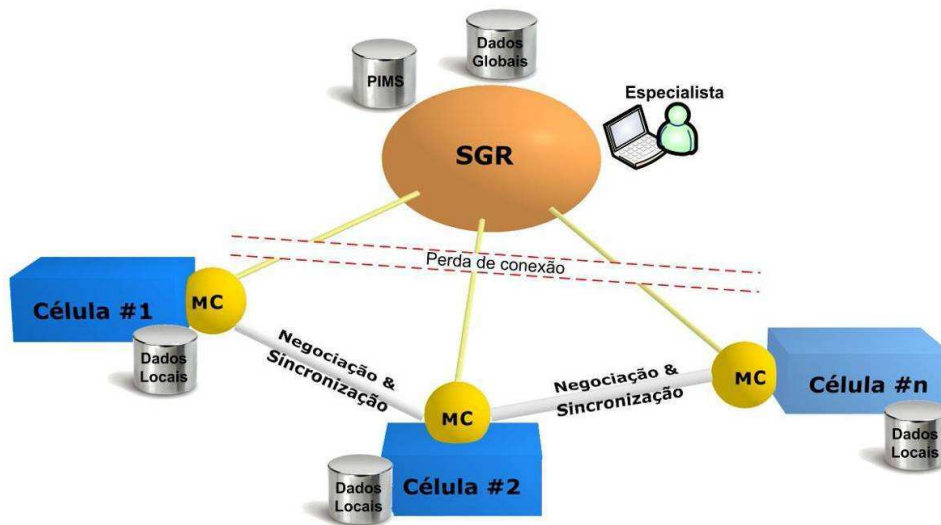 Dados
Globais
PIMS
Especialista
SGR
Perda de conexão
Célula #1
MC
Dados
Locais
Negociação &
Sincronização
MC
Negociação &
Sincronização
MC
Célula #n
Dados
Locais
Célula #2
Dados
Locais